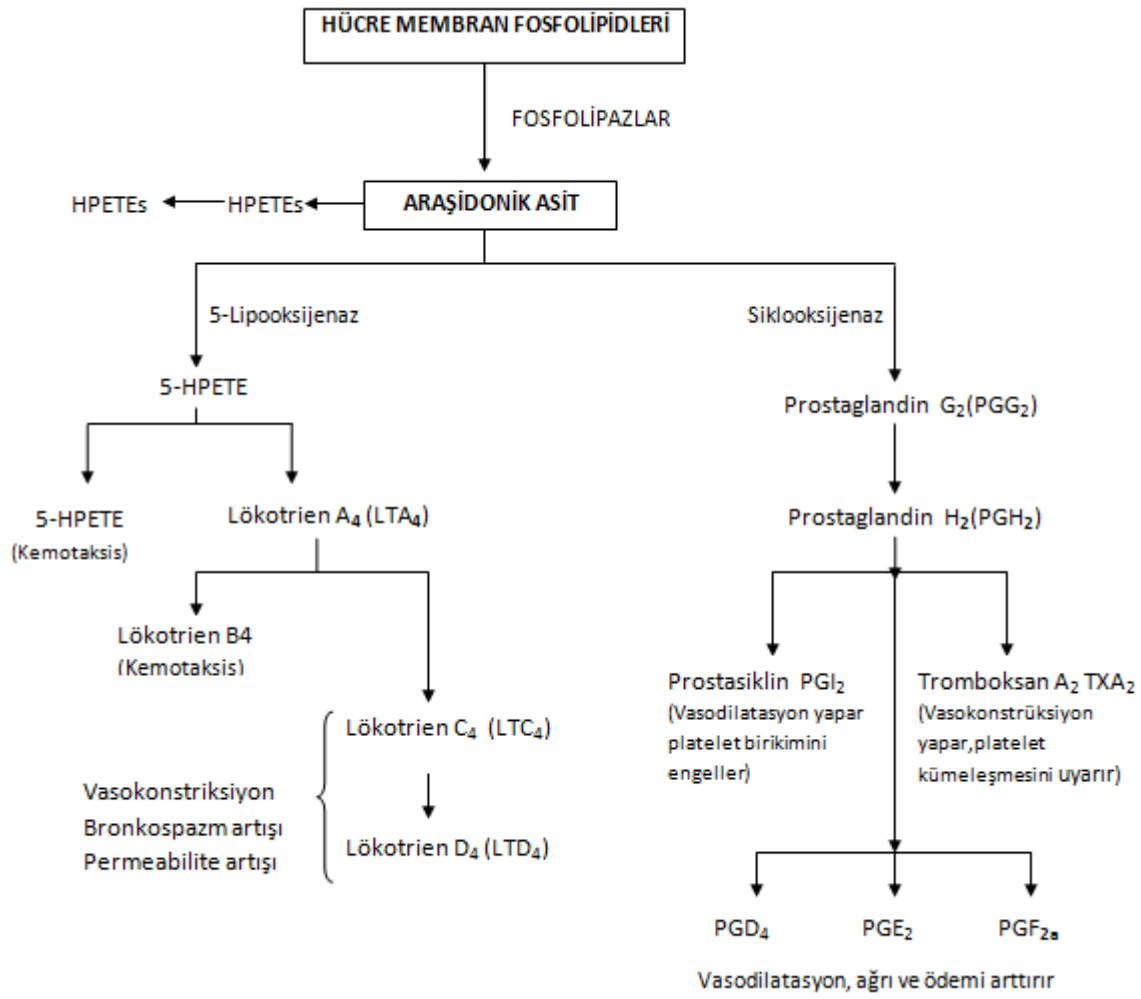 HÜCRE MEMBRAN FOSFOLİPİDLERİ
FOSFOLİPAZLAR
HPETEs
HPETEs
ARAŞİDONİK ASİT
5-Lipooksijenaz
Siklooksijenaz
5-HPETE
Prostaglandin G₂(PGG₂)
5-HPETE
(Kemotaksis)
Lökotrien A₄ (LTA₄)
Prostaglandin H₂(PGH₂)
Lökotrien B4
(Kemotaksis)
Prostasiklin PGI₂
(Vasodilatasyon yapar
platelet birikimini
engeller)
Tromboksan A₂ TXA₂
(Vasokonstrüksiyon
yapar,platelet
kümeleşmesini uyarır)
Lökotrien C₄ (LTC₄)
Vasokonstriksiyon
Bronkospazm artışı
Permeabilite artışı
Lökotrien D₄ (LTD₄)
PGD₄
PGE₂
PGF₂ₐ
Vasodilatasyon, ağrı ve ödemi arttırır